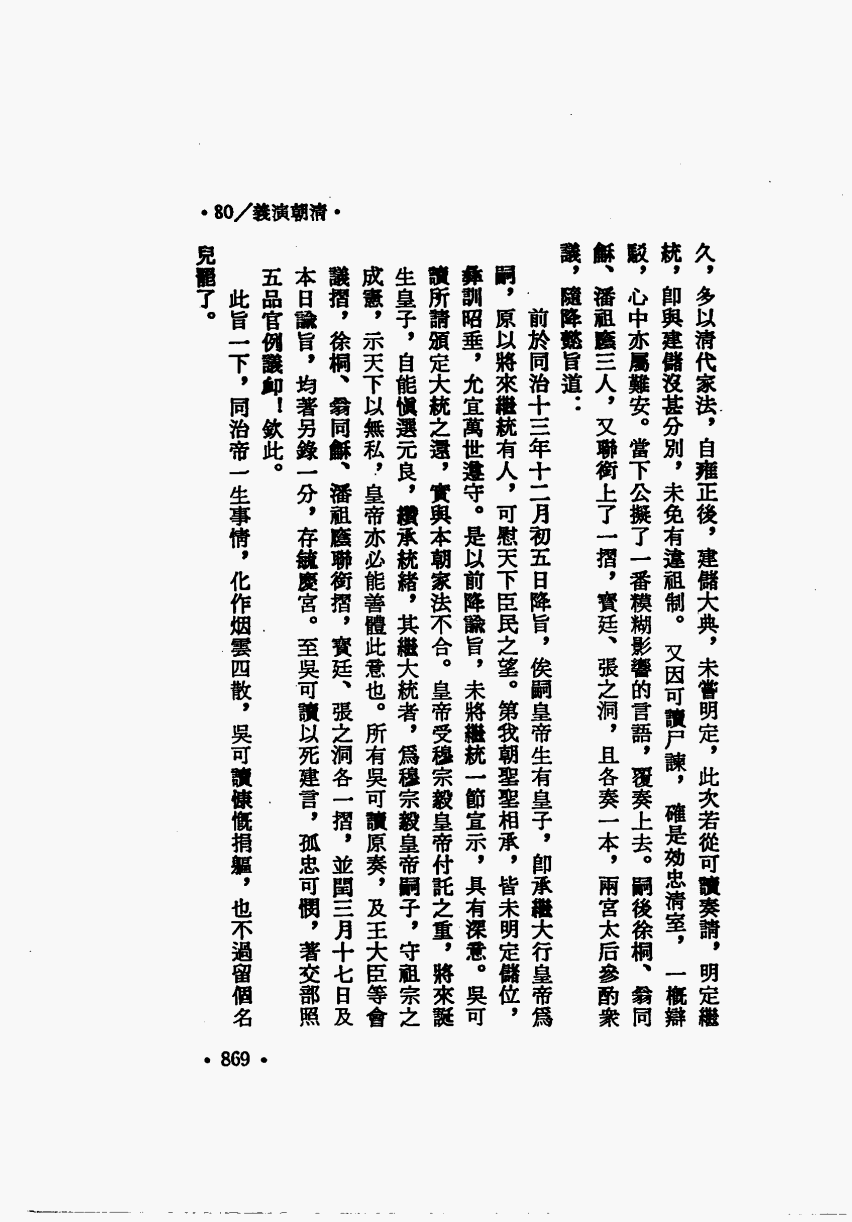 •清朝演義/80•
久，多以清代家法，自雍正後，建儲大典，未嘗明定，此次若從可讀奏請，明定繼
統，卽與建儲沒甚分別，未免有違祖制。又因可讀尸諫，確是効忠清室，一概辯
駁，心中亦屬難安。當下公擬了一番糢糊影響的言語，覆奏上去。嗣後徐桐、翁同
龢、潘祖蔭三人，又聯銜上了一摺，寶廷、張之洞，且各奏一本，兩宮太后參酌衆
議，隨降懿旨道：
前於同治十三年十二月初五日降旨，俟嗣皇帝生有皇子，卽承繼大行皇帝爲
嗣，原以將來繼統有人，可慰天下臣民之望。第我朝聖聖相承，皆未明定儲位，
彝訓昭垂，允宜萬世遵守。是以前降諭旨，未將繼統一節宣示，具有深意。吳可
讀所請頒定大統之還，實與本朝家法不合。皇帝受穆宗毅皇帝付託之重，將來誕
生皇子，自能愼選元良，纘承統緒，其繼大統者，爲穆宗毅皇帝嗣子，守祖宗之
成憲，示天下以無私，皇帝亦必能善體此意也。所有吳可讀原奏，及王大臣等會
議摺，徐桐、翁同龢、潘祖蔭聯銜摺，寶廷、張之洞各一摺，並閏三月十七日及
本日諭旨，均著另錄一分，存毓慶宮。至吳可讀以死建言，孤忠可憫，著交部照
五品官例議卹！欽此。
此旨一下，同治帝一生事情，化作烟雲四散，吳可讀慷慨捐軀，也不過留個名
兒罷了。
•869•